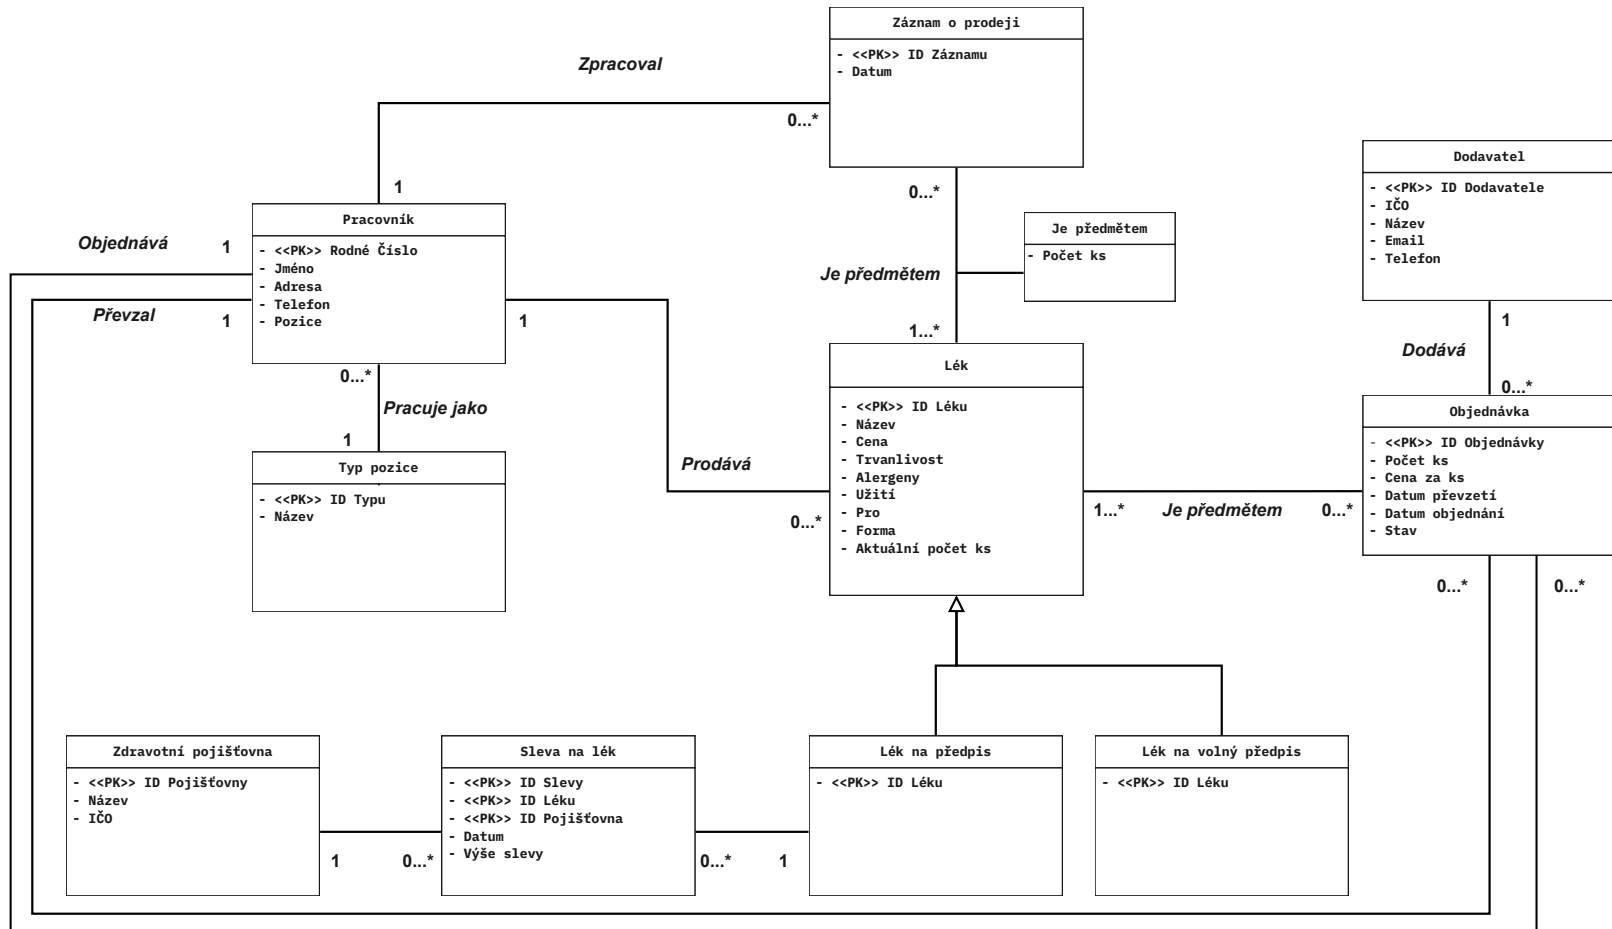 Záznam o prodeji
- <<PK>> ID Záznamu
- Datum
Zpracoval
0...*
1
Pracovník
- <<PK>> Rodné Číslo
- Jméno
- Adresa
- Telefon
- Pozice
Objednává
1
Převzal
1
1
0...*
Pracuje jako
1
Typ pozice
- <<PK>> ID Typu
- Název
Prodává
0...*
0...*
Je předmětem
1...*
Je předmětem
- Počet ks
Lék
- <<PK>> ID Léku
- Název
- Cena
- Trvanlivost
- Alergeny
- Užití
- Pro
- Forma
- Aktuální počet ks
Dodavatel
- <<PK>> ID Dodavatele
- IČO
- Název
- Email
- Telefon
1
Dodává
0...*
Objednávka
- <<PK>> ID Objednávky
- Počet ks
- Cena za ks
- Datum převzetí
- Datum objednání
- Stav
1...*
Je předmětem
0...*
0...*
0...*
Zdravotní pojišťovna
- <<PK>> ID Pojišťovny
- Název
- IČO
1
0...*
Sleva na lék
- <<PK>> ID Slevy
- <<PK>> ID Léku
- <<PK>> ID Pojišťovna
- Datum
- Výše slevy
0...*
1
Lék na předpis
- <<PK>> ID Léku
Lék na volný předpis
- <<PK>> ID Léku